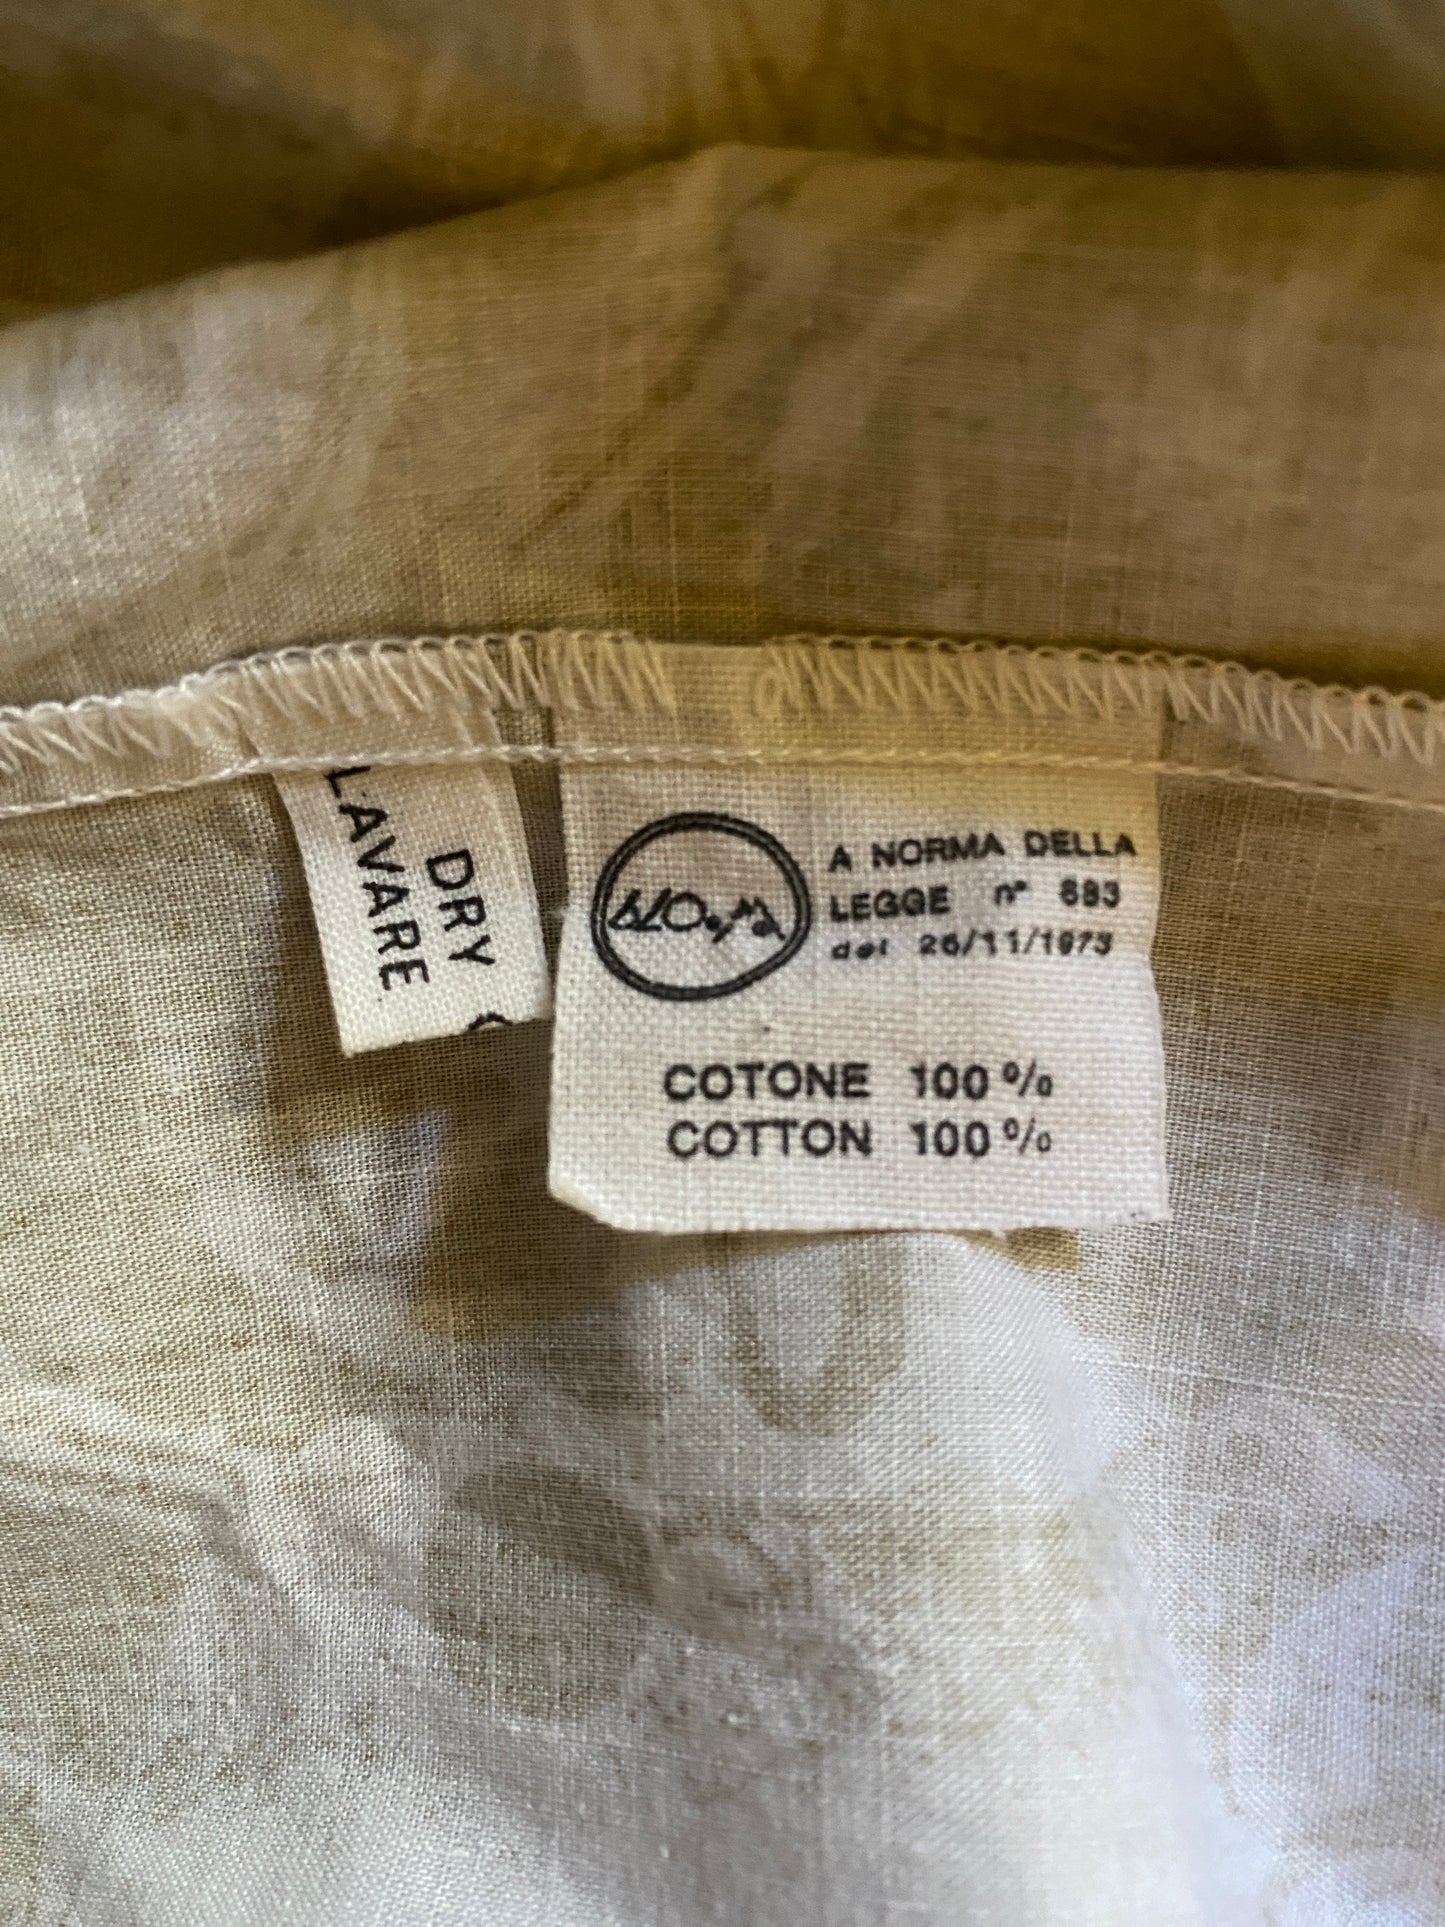 LAVARE
DRY
A NORMA DELLA
LEGGE n° 883
del 26/11/1973
COTONE 100%
COTTON 100%